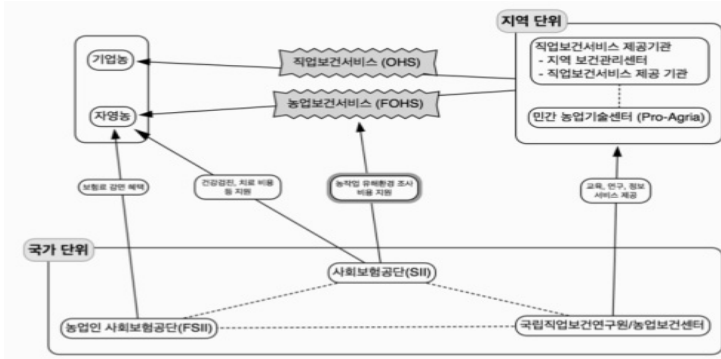 지역 단위
직업보건서비스 제공기관
- 지역 보건관리센터
- 직업보건서비스 제공 기관
민간 농업기술센터 (Pro-Agria)
기업농
직업보건서비스 (OHS)
농업보건서비스 (FOHS)
자영농
보험료 감면 혜택
건강검진, 치료 비용
등 지원
농작업 유해환경 조사
비용 지원
교육, 연구, 정보
서비스 제공
국가 단위
사회보험공단(SII)
농업인 사회보험공단(FSII)
국립직업보건연구원/농업보건센터